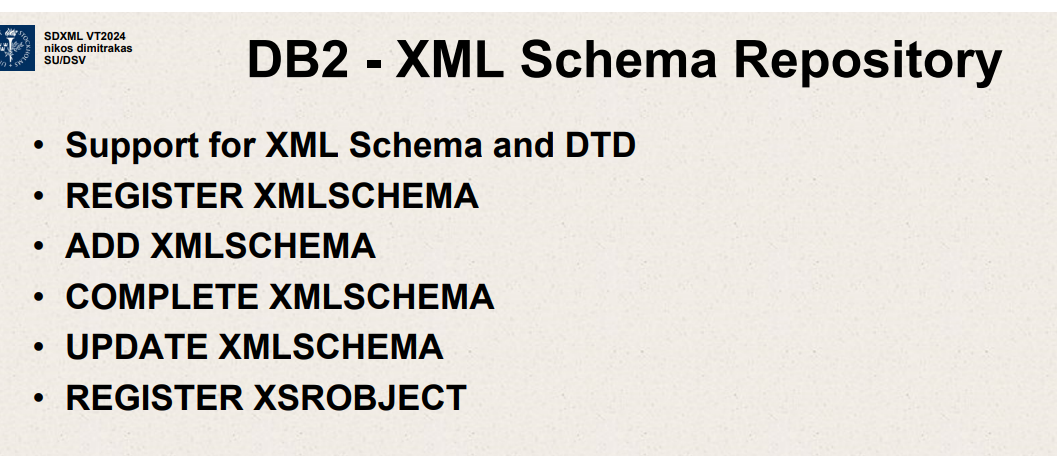 SDXML VT2024
nikos dimitrakas
SU/DSV
DB2 - XML Schema Repository
• Support for XML Schema and DTD
• REGISTER XMLSCHEMA
• ADD XMLSCHEMA
• COMPLETE XMLSCHEMA
• UPDATE XMLSCHEMA
• REGISTER XSROBJECT